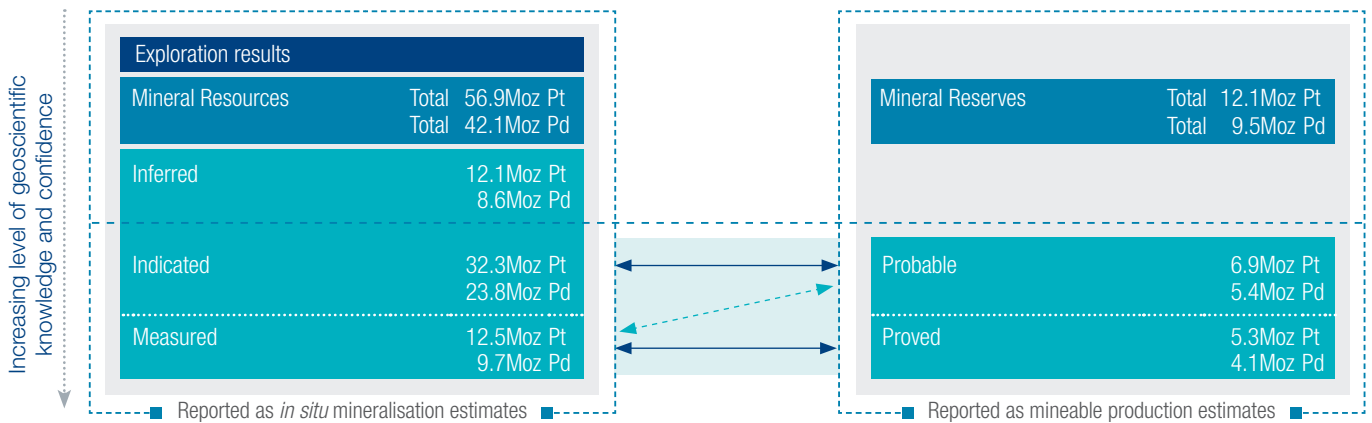 Increasing level of geoscientific
knowledge and confidence
Exploration results
Mineral Resources Total 56.9Moz Pt
Total 42.1Moz Pd
Inferred 12.1Moz Pt
8.6Moz Pd
Indicated 32.3Moz Pt
23.8Moz Pd
Measured 12.5Moz Pt
9.7Moz Pd
Reported as in situ mineralisation estimates
Mineral Reserves Total 12.1Moz Pt
Total 9.5Moz Pd
Probable 6.9Moz Pt
5.4Moz Pd
Proved 5.3Moz Pt
4.1Moz Pd
Reported as mineable production estimates